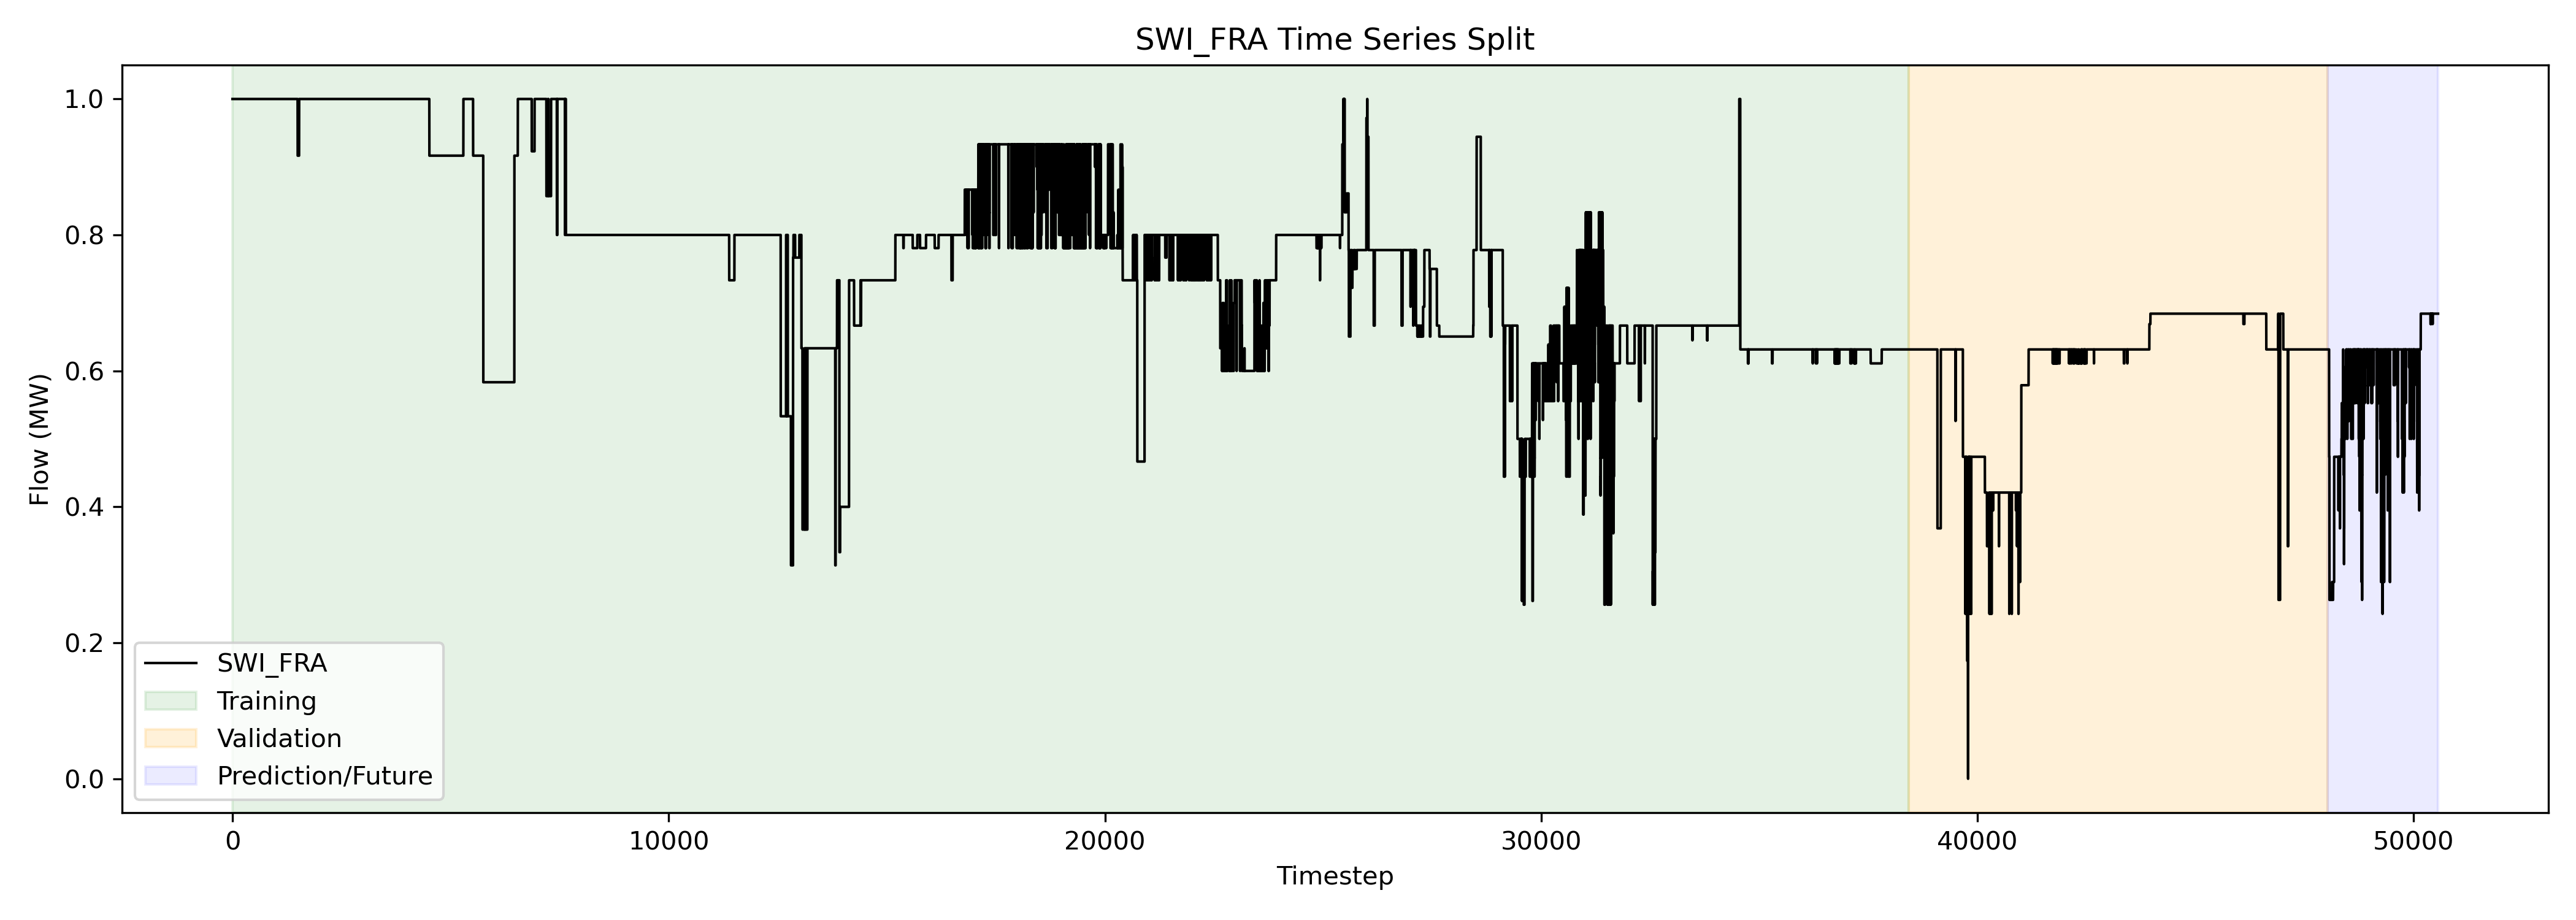 SWI_FRA Time Series Split
Flow (MW)
1.0
0.8
0.6
0.4
0.2
0.0
SWI_FRA
Training
Validation
Prediction/Future
0 10000 20000 30000 40000 50000
Timestep